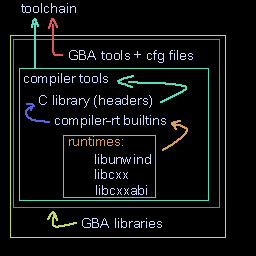 toolchain
GBA tools + cfg files
compiler tools
C library (headers)
compiler-rt builtins
runtimes:
libunwind
libcxx
libcxxabi
GBA libraries